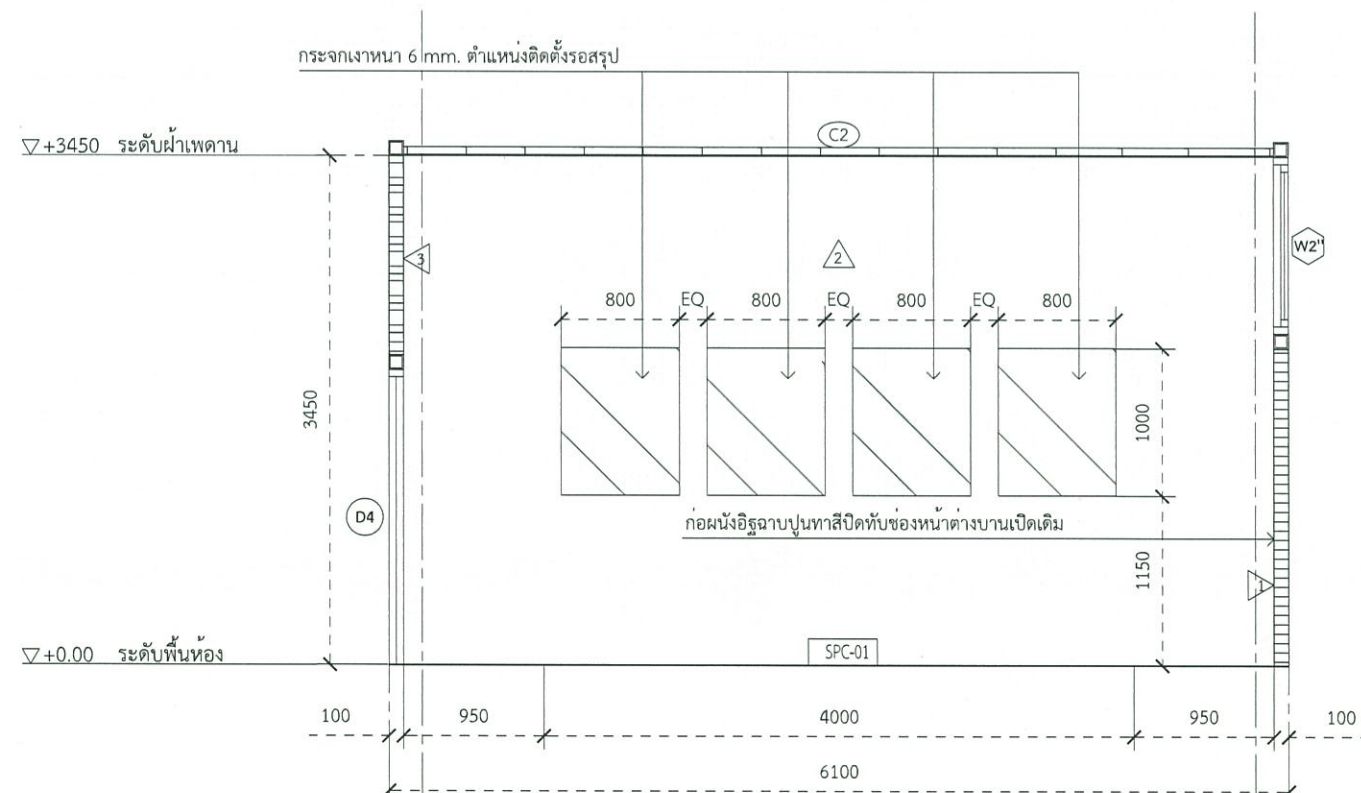 กระจกเงาหนา 6 mm. ตำแหน่งติดตั้งรอสรุป
C2
+3450 ระดับฝ้าเพดาน
3
2
W2"
800 EQ 800 EQ 800 EQ 800
3450
1000
D4
ก่อผนังอิฐฉาบปูนทาสีปิดทับช่องหน้าต่างบานเปิดเดิม
1150
1
+0.00 ระดับพื้นห้อง
SPC-01
100 950 4000 950 100
6100